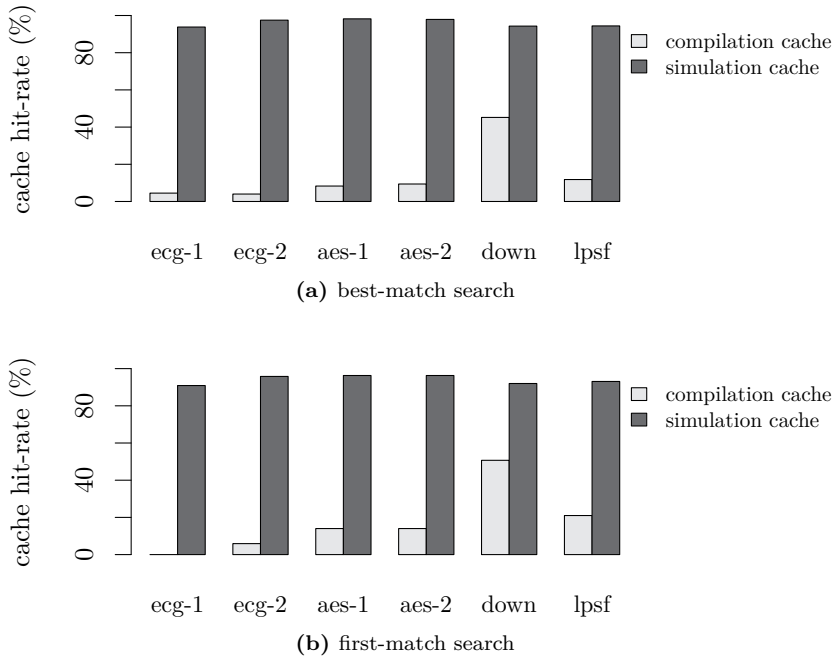 cache hit-rate (%)
80
40
0
compilation cache
simulation cache
ecg-1 ecg-2 aes-1 aes-2 down lpsf
(a) best-match search
cache hit-rate (%)
80
40
0
compilation cache
simulation cache
ecg-1 ecg-2 aes-1 aes-2 down lpsf
(b) first-match search